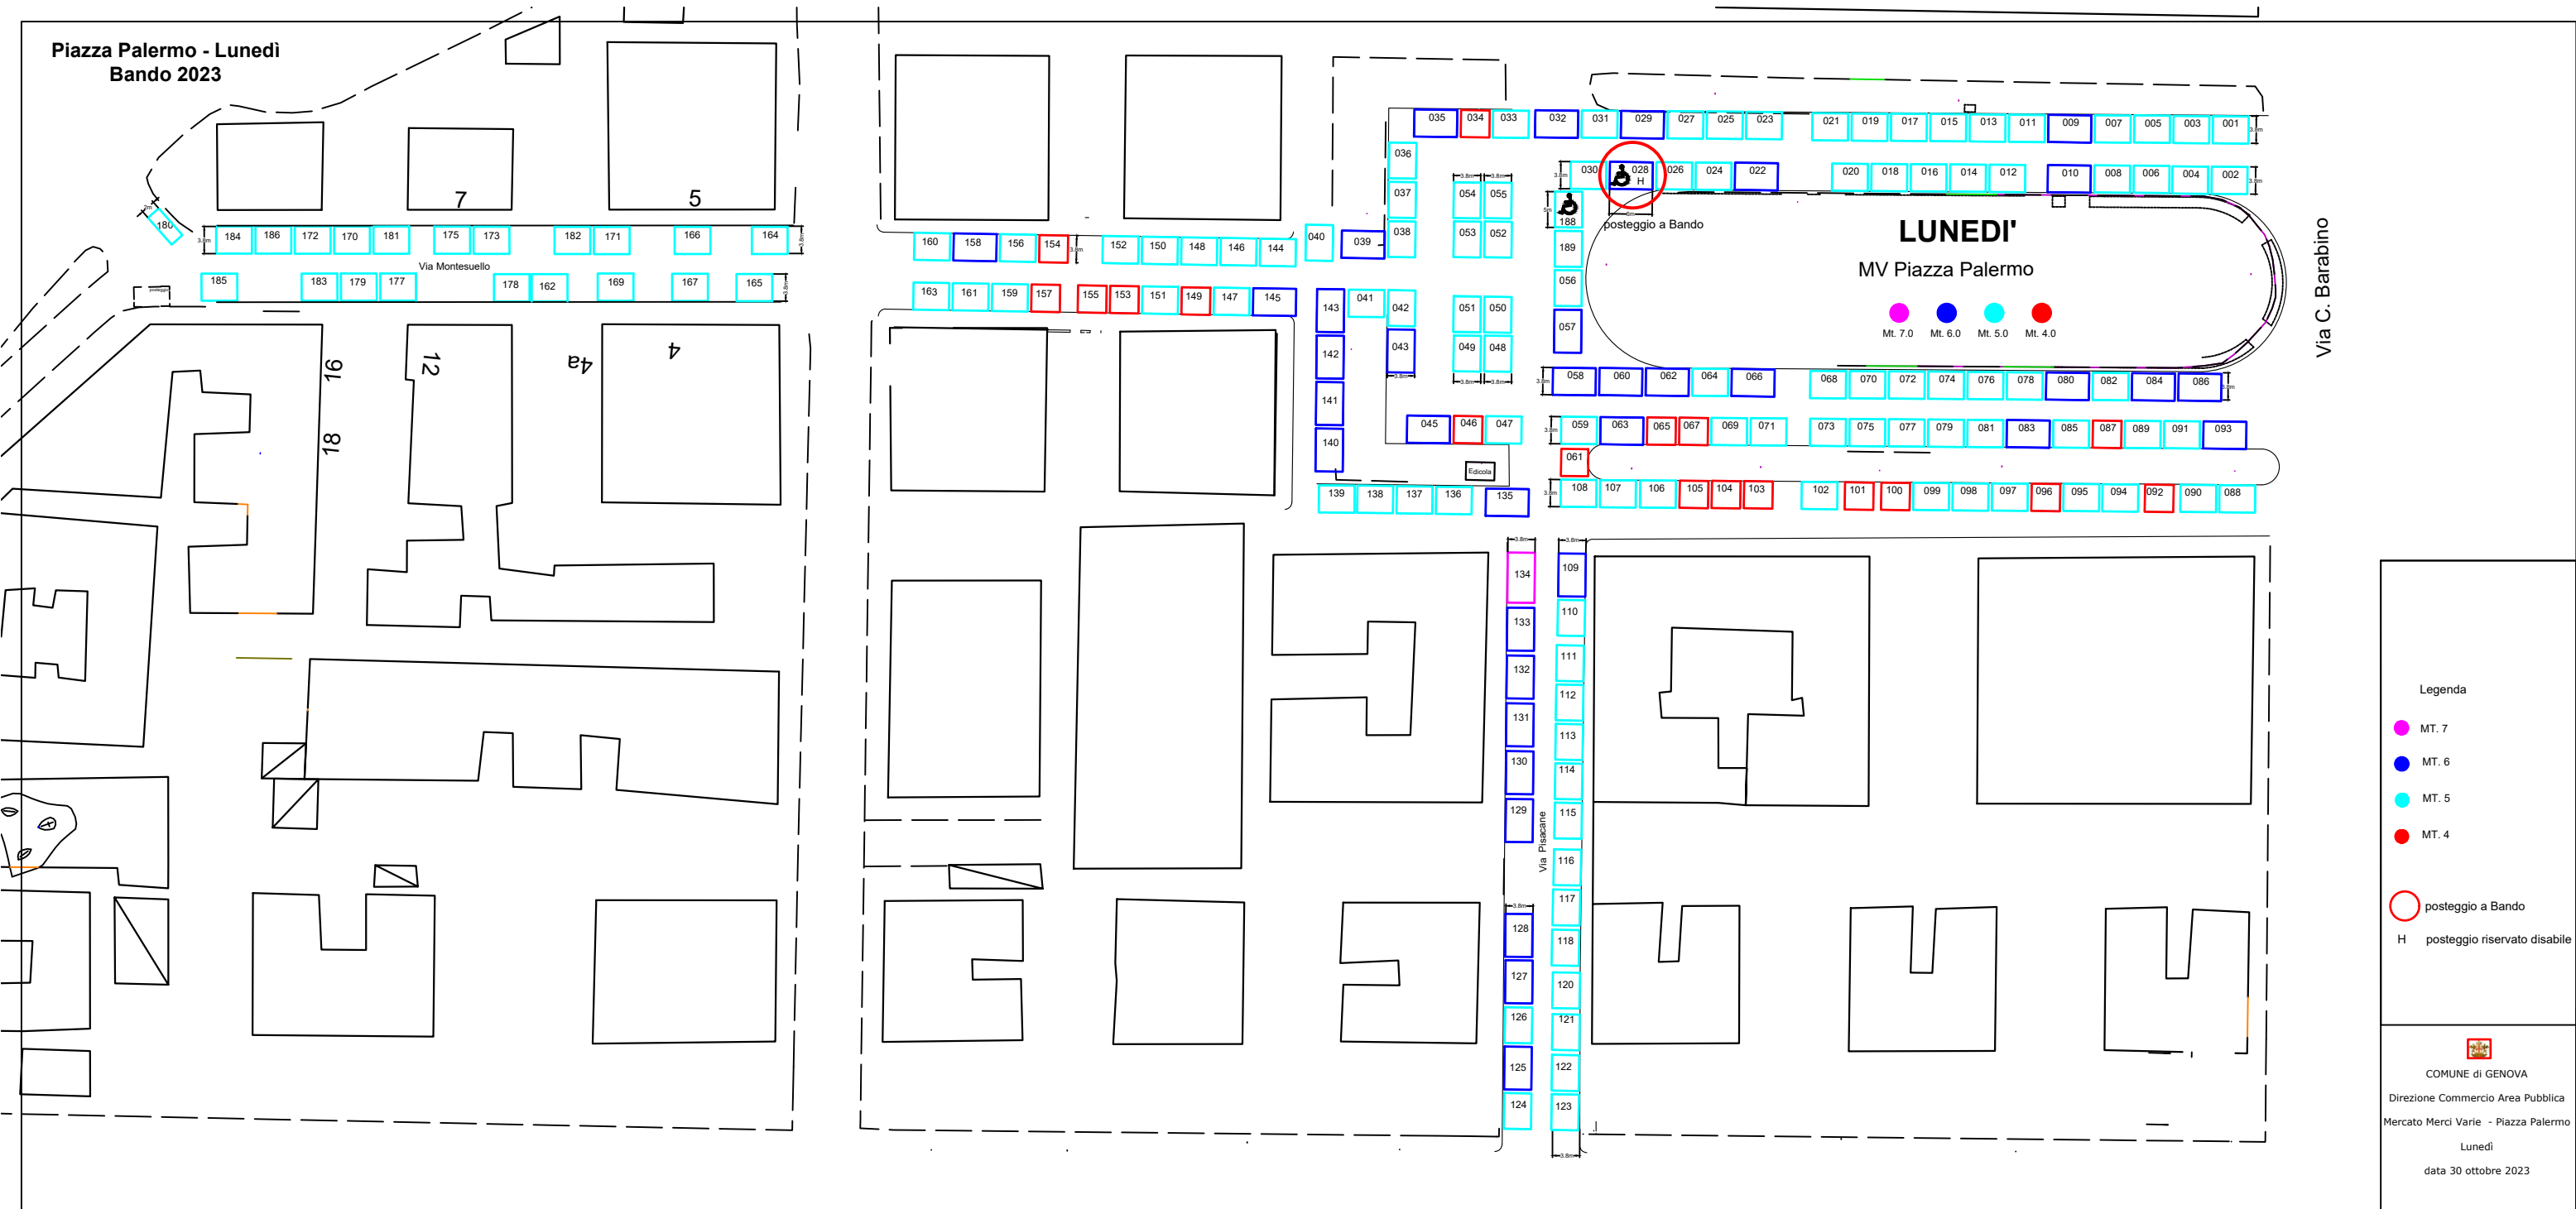 Piazza Palermo - Lunedì
Bando 2023
7
5
16
18
12
4a
4
035 034 033 032 031 029 027 025 023 021 019 017 015 013 011 009 007 005 003 001
036
030 028 026 024 022 020 018 016 014 012 010 008 006 004 002
H
037 054 055
188
posteggio a Bando
038 053 052
189
LUNEDI'
MV Piazza Palermo
Via C. Barabino
056
057
Mt. 7.0 Mt. 6.0 Mt. 5.0 Mt. 4.0
180
184 186 172 170 181 175 173 182 171 166 164
Via Montesuello
185 183 179 177 178 162 169 167 165
160 158 156 154 152 150 148 146 144 040 039
163 161 159 157 155 153 151 149 147 145
143 041 042 051 050
142 043 049 048
141
140
058 060 062 064 066 068 070 072 074 076 078 080 082 084 086
045 046 047
059 063 065 067 069 071 073 075 077 079 081 083 085 087 089 091 093
061
Edicola
139 138 137 136 135
108 107 106 105 104 103 102 101 100 099 098 097 096 095 094 092 090 088
3.8m 3.8m
134 109
133 110
132 111
131 112
130 113
129 114
Via Pisacane
115
116
3.8m
128 117
127 118
126 120
125 121
124 122
123
3.8m
Legenda
MT. 7
MT. 6
MT. 5
MT. 4
posteggio a Bando
H posteggio riservato disabile
COMUNE di GENOVA
Direzione Commercio Area Pubblica
Mercato Merci Varie - Piazza Palermo
Lunedì
data 30 ottobre 2023